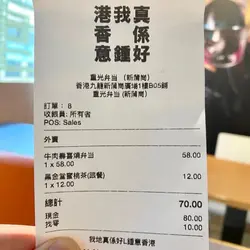 港我真
香係
意鍾好
重光弁当 （新蒲崗）
香港九龍新蒲崗廣場1樓B05鋪
重光弁当 （新蒲崗）
訂單： 8
收銀員: 所有者
POS: Sales
外賣
牛肉壽喜燒弁当 58.00
1 x 58.00
黑金蜜桃茶(跟餐) 12.00
1 x 12.00
總計 70.00
現金 80.00
找零 10.00
我地真係好L鍾意香港